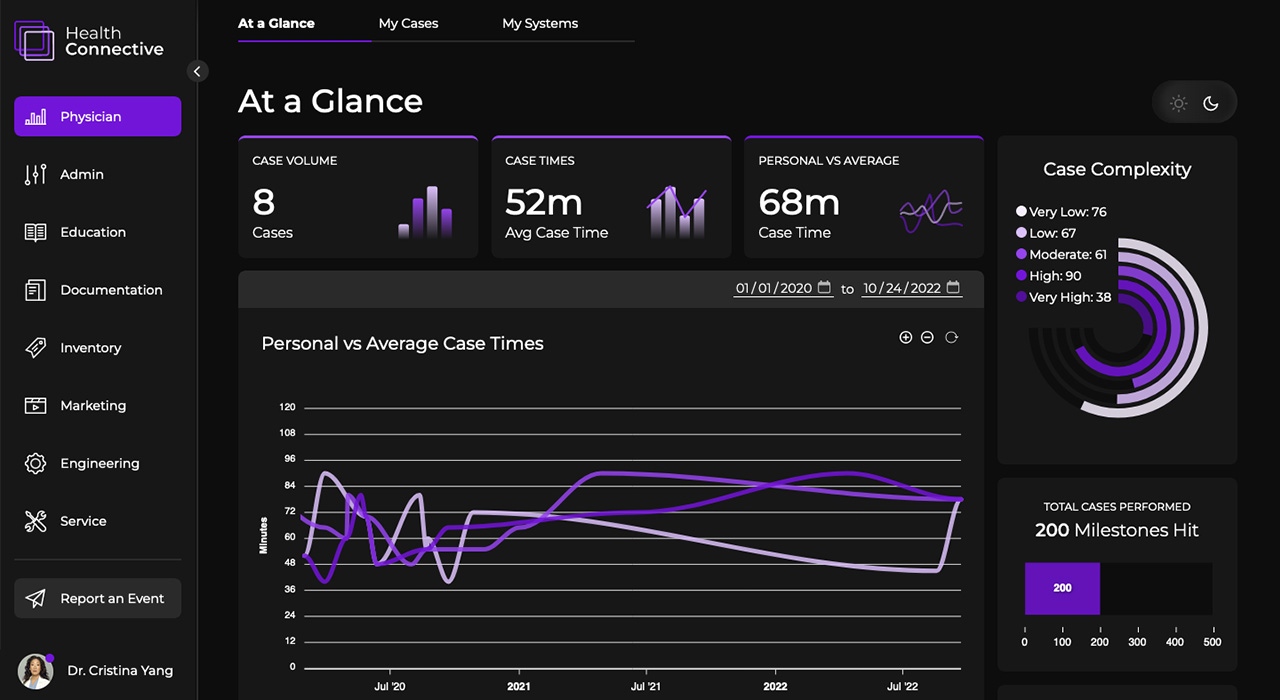 Health
Connective
Physician
Admin
Education
Documentation
Inventory
Marketing
Engineering
Service
Report an Event
Dr. Cristina Yang
At a Glance
My Cases
My Systems
At a Glance
CASE VOLUME
8
Cases
CASE TIMES
52m
Avg Case Time
PERSONAL VS AVERAGE
68m
Case Time
01/01/2020 to 10/24/2022
Personal vs Average Case Times
Minutes
120
108
96
84
72
60
48
36
24
12
0
Jul '20
2021
Jul '21
2022
Jul '22
Case Complexity
Very Low: 76
Low: 67
Moderate: 61
High: 90
Very High: 38
TOTAL CASES PERFORMED
200 Milestones Hit
200
0 100 200 300 400 500